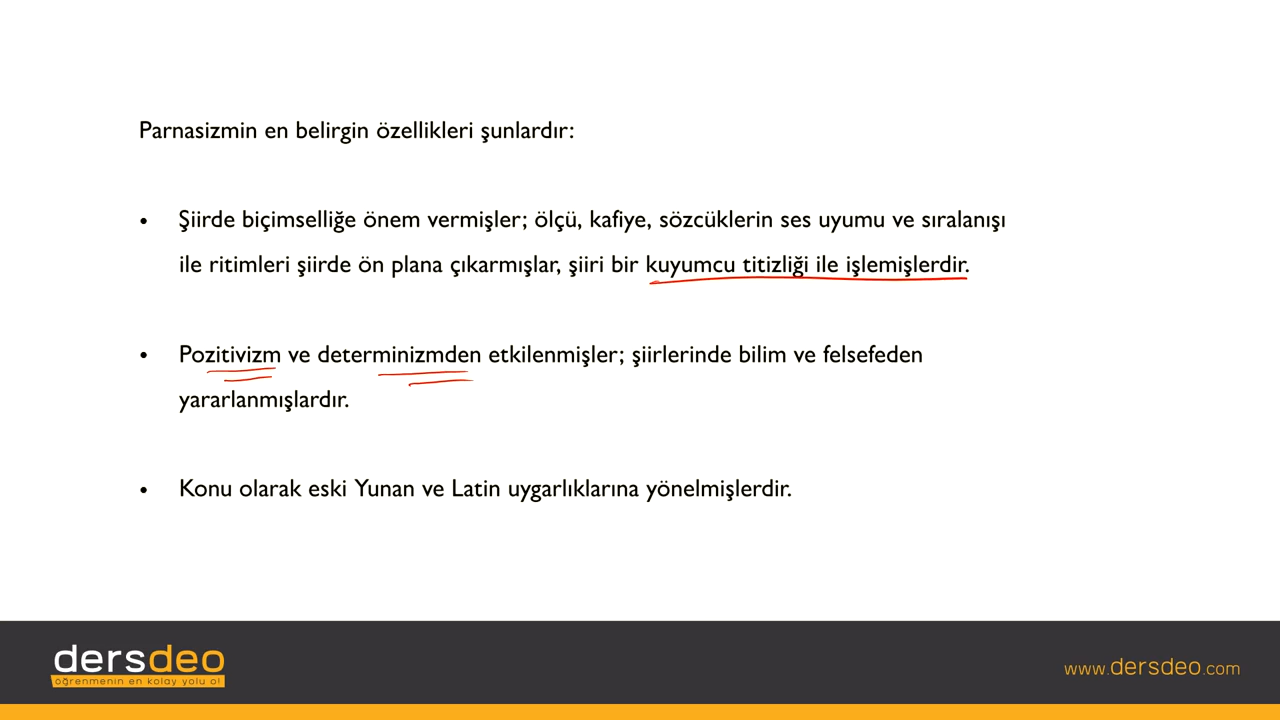 Parnasizmin en belirgin özellikleri şunlardır:
• Şiirde biçimselliğe önem vermişler; ölçü, kafiye, sözcüklerin ses uyumu ve sıralanışı
ile ritimleri şiirde ön plana çıkarmışlar, şiiri bir kuyumcu titizliği ile işlemişlerdir.
• Pozitivizm ve determinizmden etkilenmişler; şiirlerinde bilim ve felsefeden
yararlanmışlardır.
• Konu olarak eski Yunan ve Latin uygarlıklarına yönelmişlerdir.
dersdeo
öğrenmenin en kolay yolu o!
www.dersdeo.com